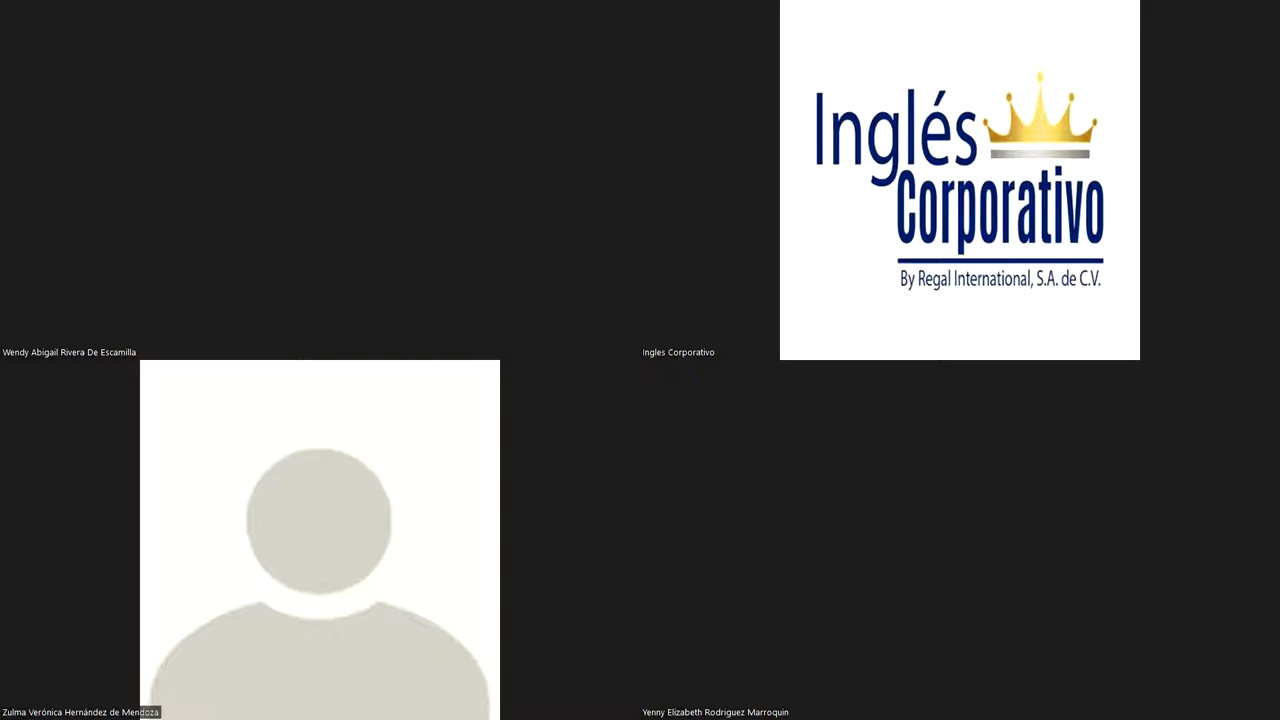 Inglés
Corporativo
By Regal International, S.A. de C.V.
Wendy Abigail Rivera De Escamilla
Ingles Corporativo
Zulma Verónica Hernández de Mendoza
Yenny Elizabeth Rodriguez Marroquin